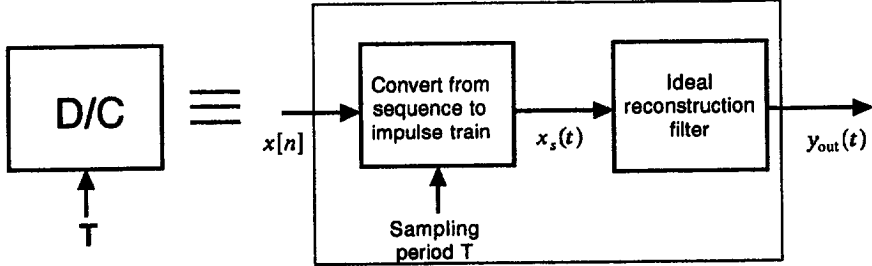 D/C
T
x[n]
Convert from
sequence to
impulse train
Sampling
period T
x_s(t)
Ideal
reconstruction
filter
y_out(t)